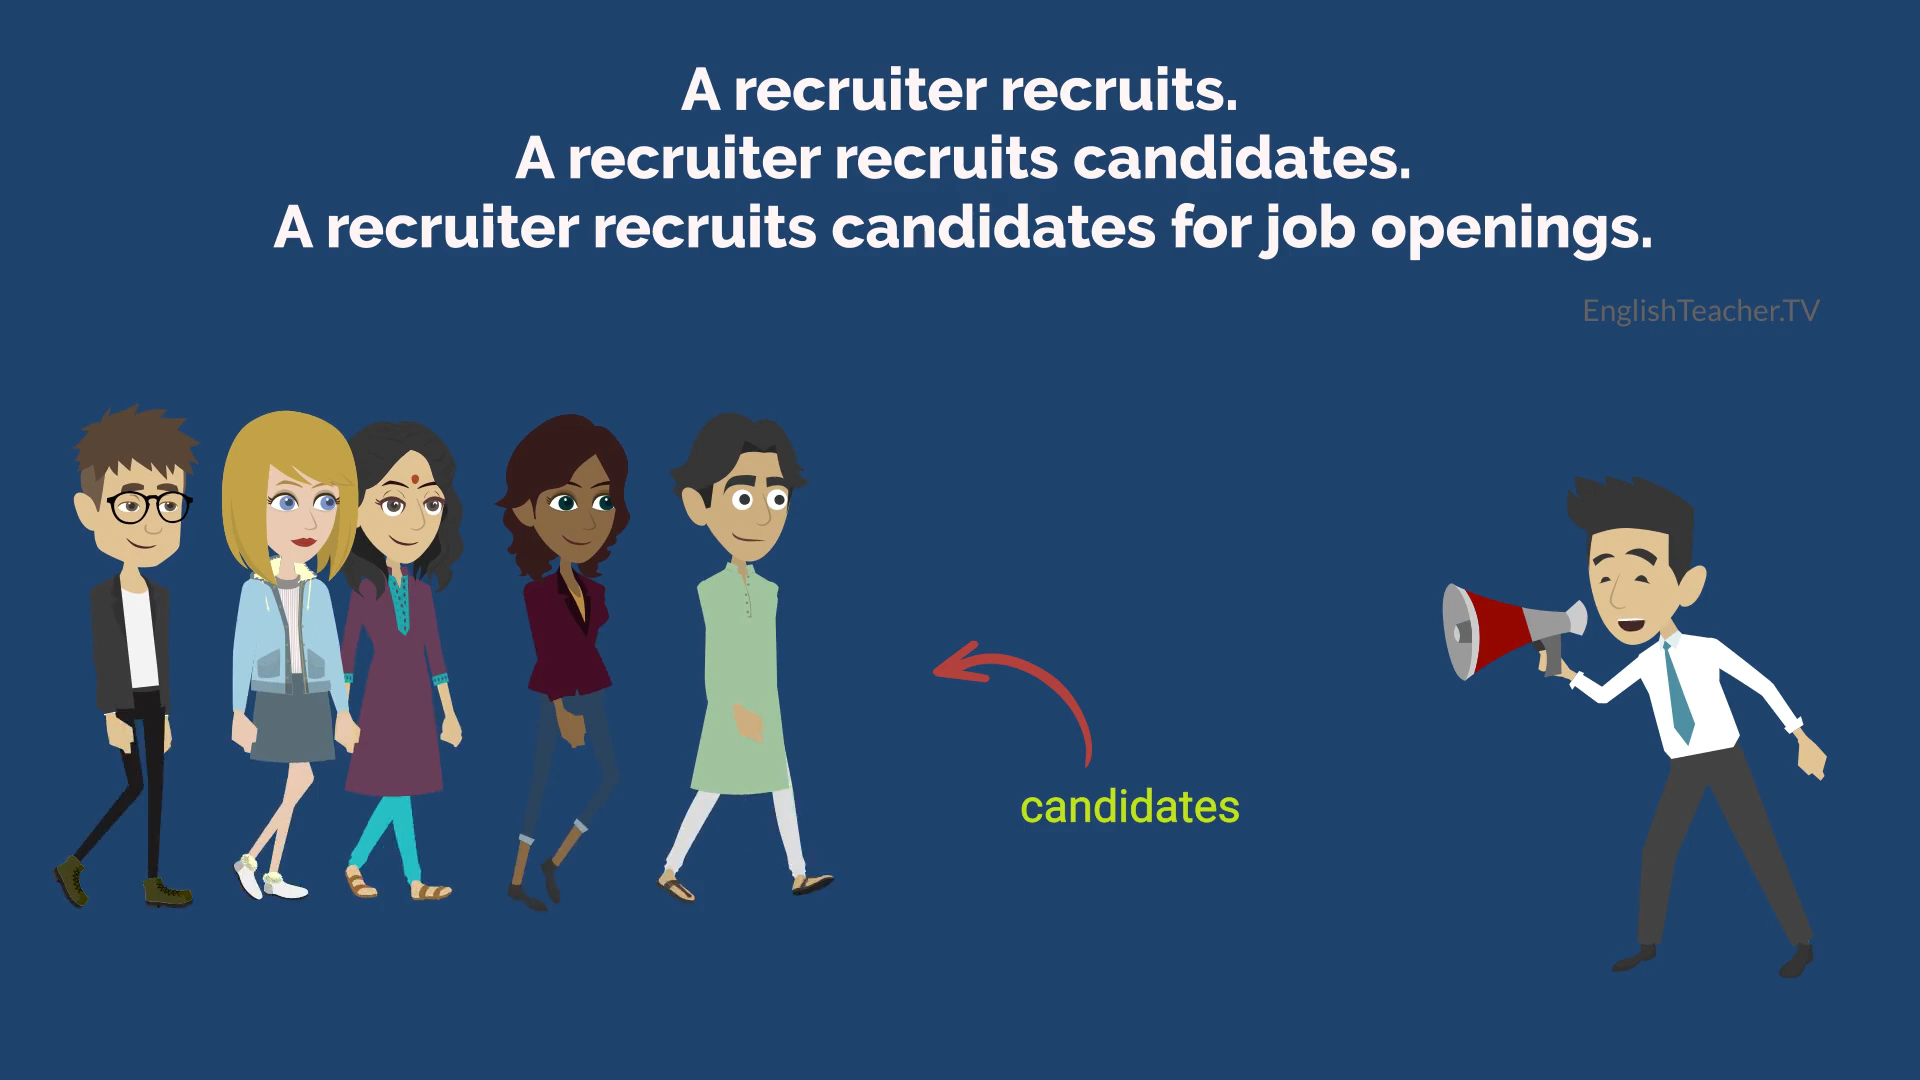 A recruiter recruits.
A recruiter recruits candidates.
A recruiter recruits candidates for job openings.
EnglishTeacher.TV
candidates